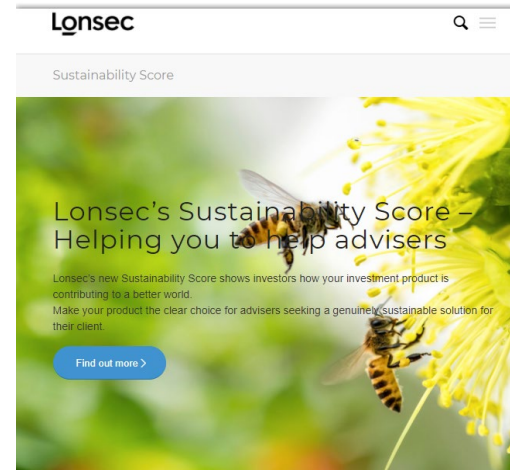 Lonsec
Sustainability Score
Lonsec's Sustainability Score –
Helping you to help advisers
Lonsec's new Sustainability Score shows investors how your investment product is
contributing to a better world.
Make your product the clear choice for advisers seeking a genuinely sustainable solution for
their client.
Find out more >